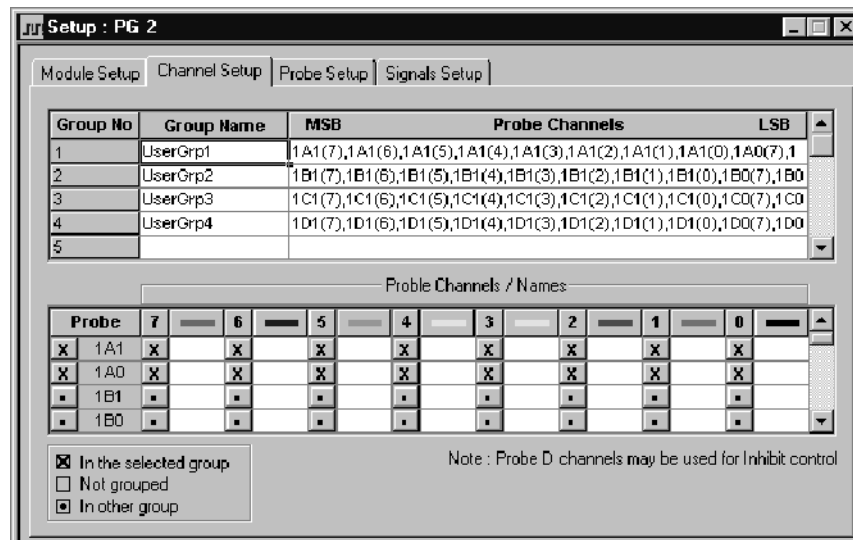 Setup : PG 2
Module Setup Channel Setup Probe Setup Signals Setup
Group No Group Name MSB Probe Channels LSB
1 UserGrp1 1A1(7),1A1(6),1A1(5),1A1(4),1A1(3),1A1(2),1A1(1),1A1(0),1A0(7),1
2 UserGrp2 1B1(7),1B1(6),1B1(5),1B1(4),1B1(3),1B1(2),1B1(1),1B1(0),1B0(7),1B0
3 UserGrp3 1C1(7),1C1(6),1C1(5),1C1(4),1C1(3),1C1(2),1C1(1),1C1(0),1C0(7),1C0
4 UserGrp4 1D1(7),1D1(6),1D1(5),1D1(4),1D1(3),1D1(2),1D1(1),1D1(0),1D0(7),1D0
5
Proble Channels / Names
Probe 7 6 5 4 3 2 1 0
X 1A1 X X X X X X X X
X 1A0 X X X X X X X X
1B1
1B0
In the selected group
Not grouped
In other group
Note : Probe D channels may be used for Inhibit control